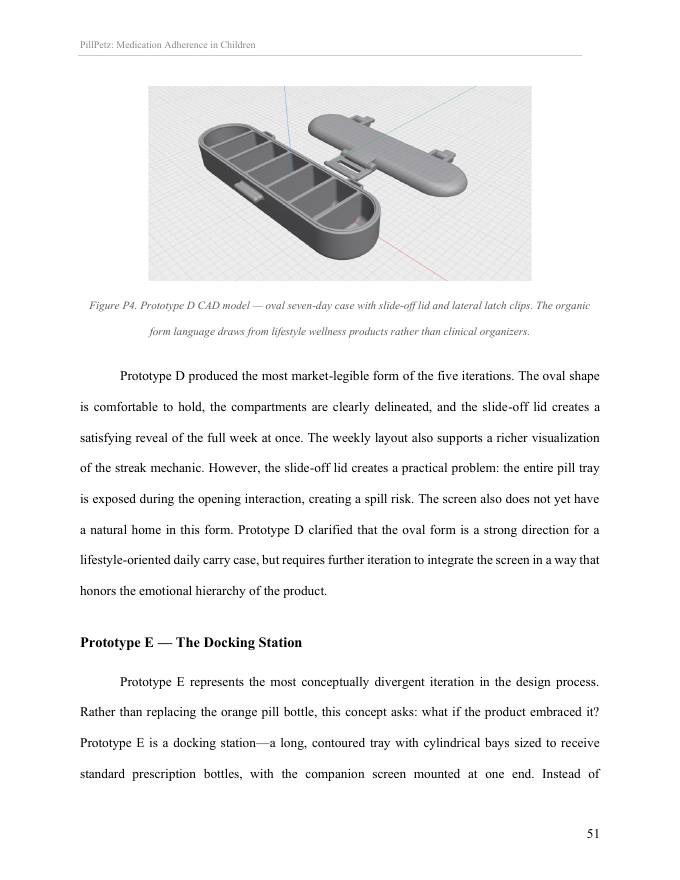 PillPetz: Medication Adherence in Children
Figure P4. Prototype D CAD model — oval seven-day case with slide-off lid and lateral latch clips. The organic
form language draws from lifestyle wellness products rather than clinical organizers.
Prototype D produced the most market-legible form of the five iterations. The oval shape
is comfortable to hold, the compartments are clearly delineated, and the slide-off lid creates a
satisfying reveal of the full week at once. The weekly layout also supports a richer visualization
of the streak mechanic. However, the slide-off lid creates a practical problem: the entire pill tray
is exposed during the opening interaction, creating a spill risk. The screen also does not yet have
a natural home in this form. Prototype D clarified that the oval form is a strong direction for a
lifestyle-oriented daily carry case, but requires further iteration to integrate the screen in a way that
honors the emotional hierarchy of the product.
Prototype E — The Docking Station
Prototype E represents the most conceptually divergent iteration in the design process.
Rather than replacing the orange pill bottle, this concept asks: what if the product embraced it?
Prototype E is a docking station—a long, contoured tray with cylindrical bays sized to receive
standard prescription bottles, with the companion screen mounted at one end. Instead of
51